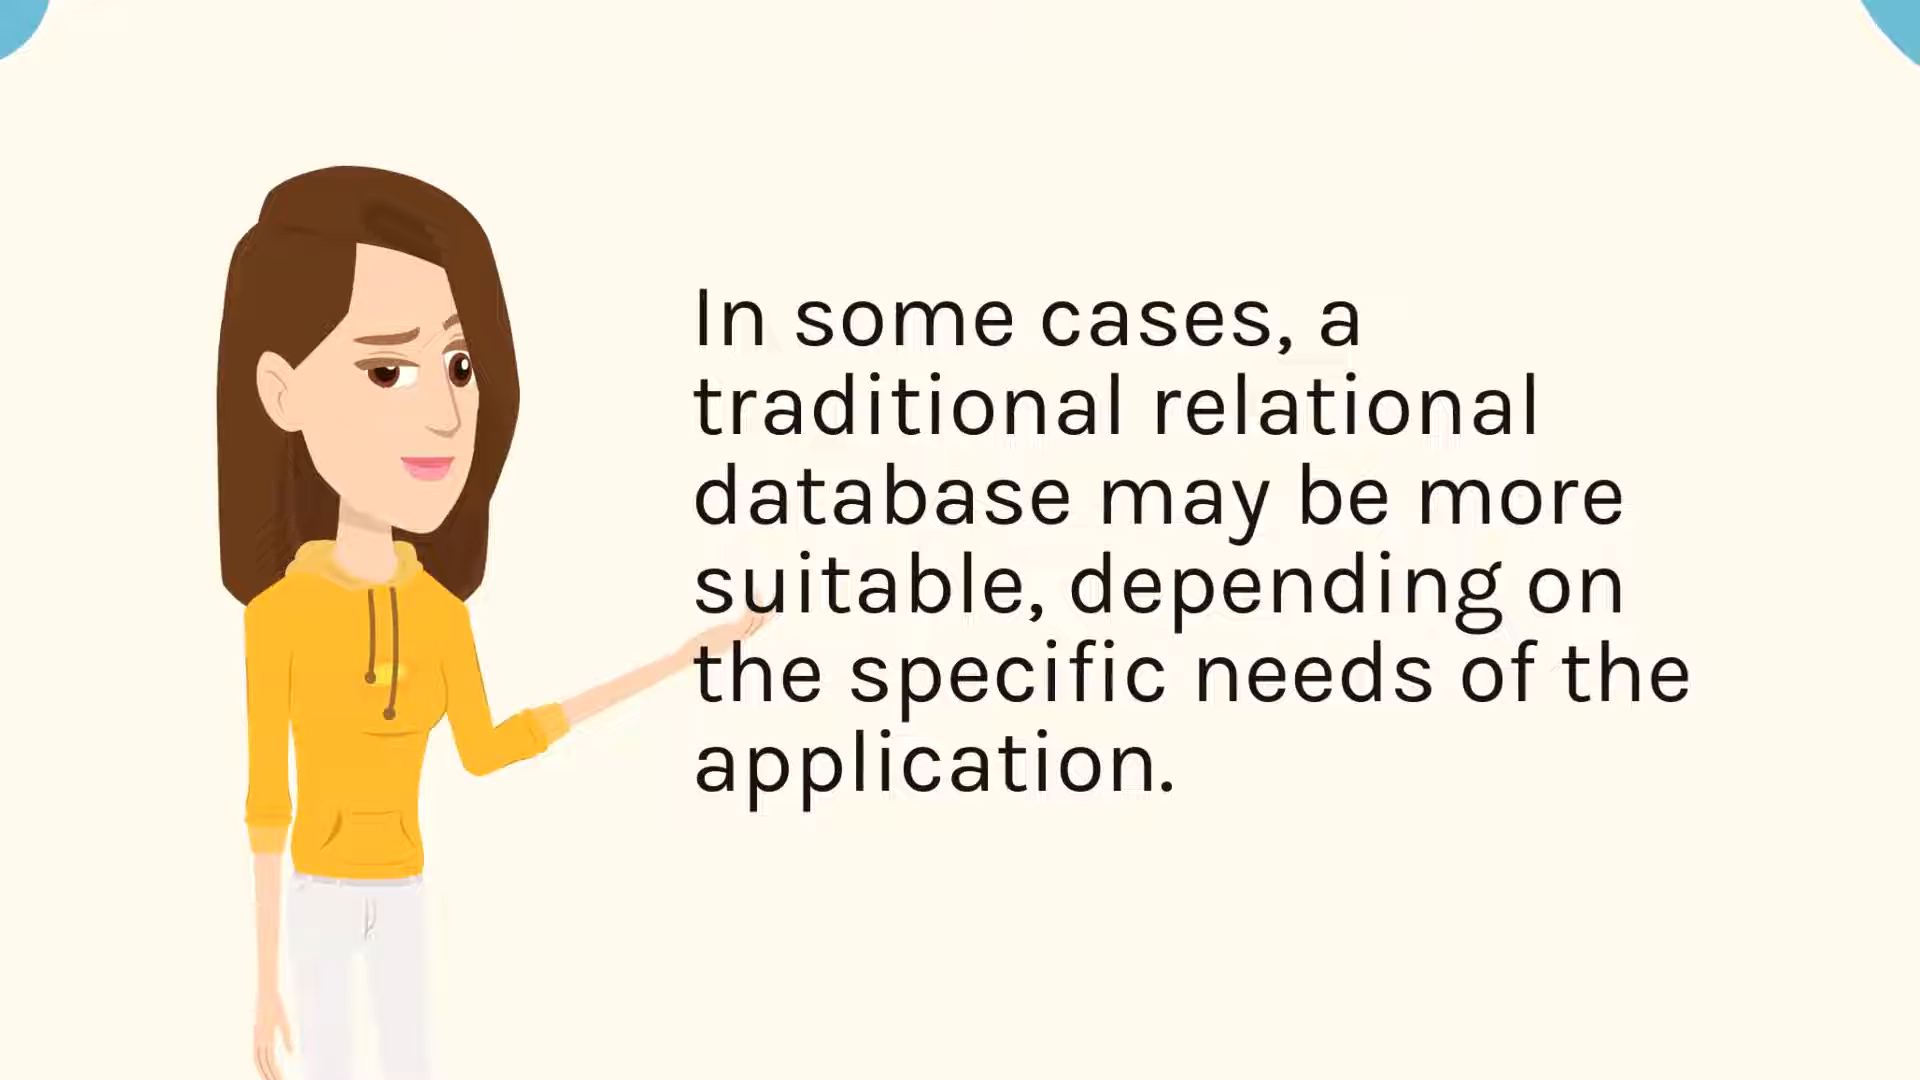 In some cases, a
traditional relational
database may be more
suitable, depending on
the specific needs of the
application.